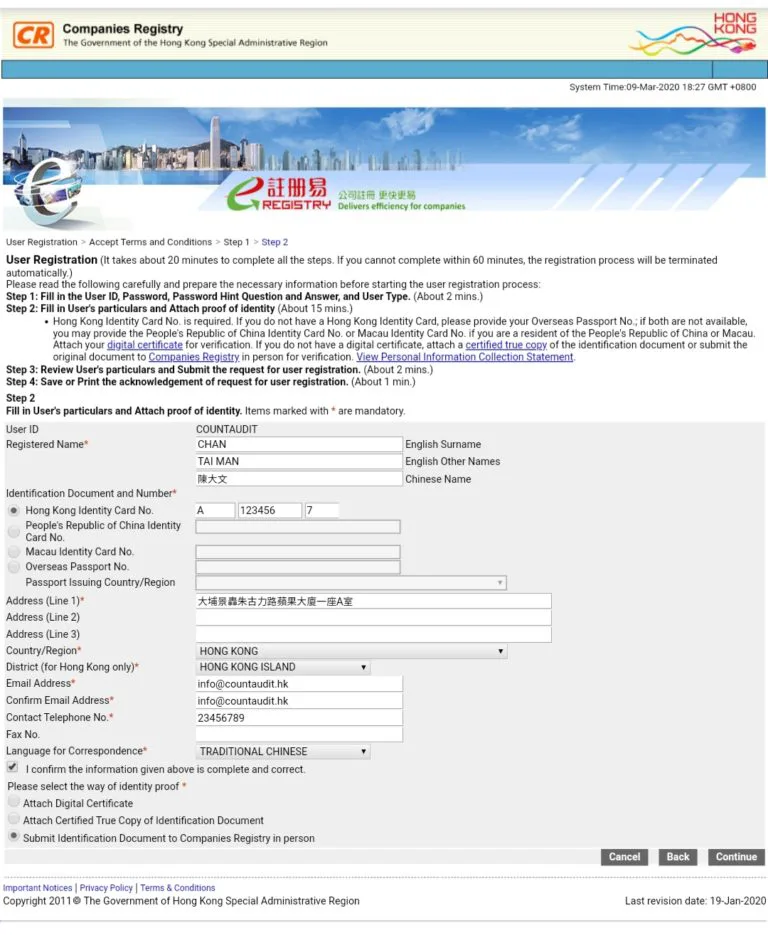 CR
Companies Registry
The Government of the Hong Kong Special Administrative Region
HONG
KONG
System Time:09-Mar-2020 18:27 GMT +0800
e
e註冊易
REGISTRY
公司註冊 更快更易
Delivers efficiency for companies
User Registration > Accept Terms and Conditions > Step 1 > Step 2
User Registration (It takes about 20 minutes to complete all the steps. If you cannot complete within 60 minutes, the registration process will be terminated
automatically.)
Please read the following carefully and prepare the necessary information before starting the user registration process:
Step 1: Fill in the User ID, Password, Password Hint Question and Answer, and User Type. (About 2 mins.)
Step 2: Fill in User's particulars and Attach proof of identity (About 15 mins.)
• Hong Kong Identity Card No. is required. If you do not have a Hong Kong Identity Card, please provide your Overseas Passport No.; if both are not available,
you may provide the People's Republic of China Identity Card No. or Macau Identity Card No. if you are a resident of the People's Republic of China or Macau.
Attach your digital certificate for verification. If you do not have a digital certificate, attach a certified true copy of the identification document or submit the
original document to Companies Registry in person for verification. View Personal Information Collection Statement.
Step 3: Review User's particulars and Submit the request for user registration. (About 2 mins.)
Step 4: Save or Print the acknowledgement of request for user registration. (About 1 min.)
Step 2
Fill in User's particulars and Attach proof of identity. Items marked with * are mandatory.
User ID COUNTAUDIT
Registered Name* CHAN English Surname
TAI MAN English Other Names
陳大文 Chinese Name
Identification Document and Number*
Hong Kong Identity Card No. A 123456 7
People's Republic of China Identity
Card No.
Macau Identity Card No.
Overseas Passport No.
Passport Issuing Country/Region
Address (Line 1)* 大埔景轟朱古力路蘋果大廈一座A室
Address (Line 2)
Address (Line 3)
Country/Region* HONG KONG
District (for Hong Kong only)* HONG KONG ISLAND
Email Address* info@countaudit.hk
Confirm Email Address* info@countaudit.hk
Contact Telephone No.* 23456789
Fax No.
Language for Correspondence* TRADITIONAL CHINESE
I confirm the information given above is complete and correct.
Please select the way of identity proof *
Attach Digital Certificate
Attach Certified True Copy of Identification Document
Submit Identification Document to Companies Registry in person
Cancel Back Continue
Important Notices | Privacy Policy | Terms & Conditions
Copyright 2011© The Government of Hong Kong Special Administrative Region Last revision date: 19-Jan-2020